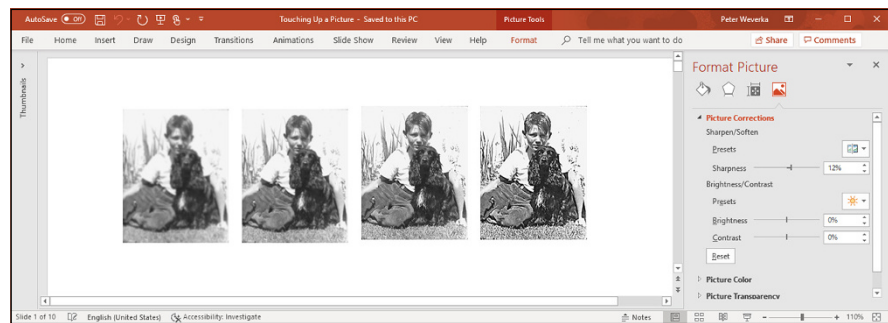 AutoSave Off Touching Up a Picture - Saved to this PC Picture Tools Peter Weverka
File Home Insert Draw Design Transitions Animations Slide Show Review View Help Format Tell me what you want to do Share Comments
Thumbnails
Format Picture
Picture Corrections
Sharpen/Soften
Presets
Sharpness 12%
Brightness/Contrast
Presets
Brightness 0%
Contrast 0%
Reset
Picture Color
Picture Transparency
Slide 1 of 10 English (United States) Accessibility: Investigate Notes 110%